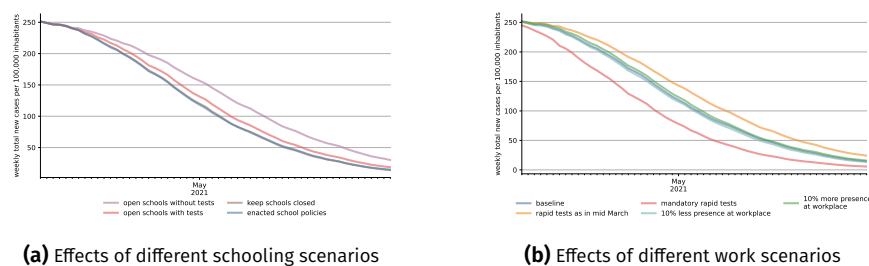 weekly total new cases per 100,000 inhabitants
250
200
150
100
50
May
2021
open schools without tests
open schools with tests
keep schools closed
enacted school policies
(a) Effects of different schooling scenarios
weekly total new cases per 100,000 inhabitants
250
200
150
100
50
0
May
2021
baseline
rapid tests as in mid March
mandatory rapid tests
10% less presence at workplace
10% more presence
at workplace
(b) Effects of different work scenarios